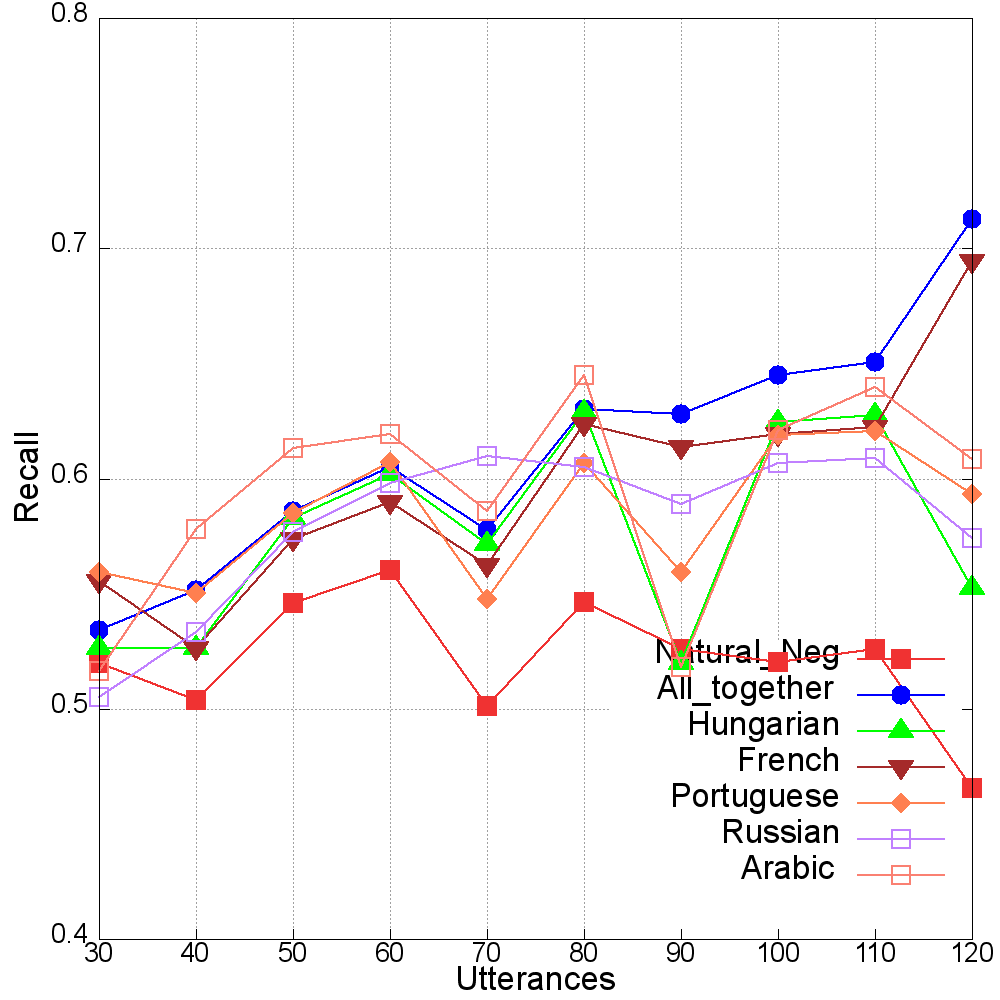 0.8
0.7
0.6
0.5
0.4
Recall
30 40 50 60 70 80 90 100 110 120
Utterances
Natural_Neg
All_together
Hungarian
French
Portuguese
Russian
Arabic